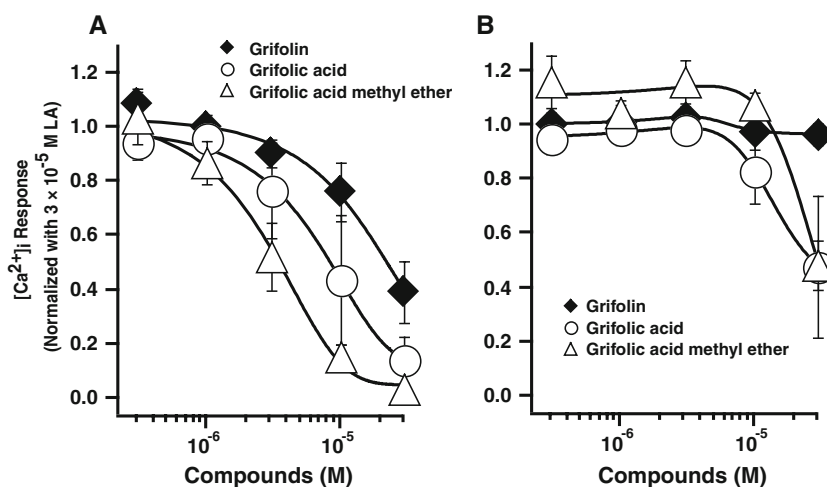 A
Grifolin
Grifolic acid
Grifolic acid methyl ether
[Ca²⁺]i Response
(Normalized with 3 × 10⁻⁵ M LA)
1.2
1.0
0.8
0.6
0.4
0.2
0.0
10⁻⁶
10⁻⁵
Compounds (M)
B
1.2
1.0
0.8
0.6
0.4
0.2
0.0
Grifolin
Grifolic acid
Grifolic acid methyl ether
10⁻⁶
10⁻⁵
Compounds (M)